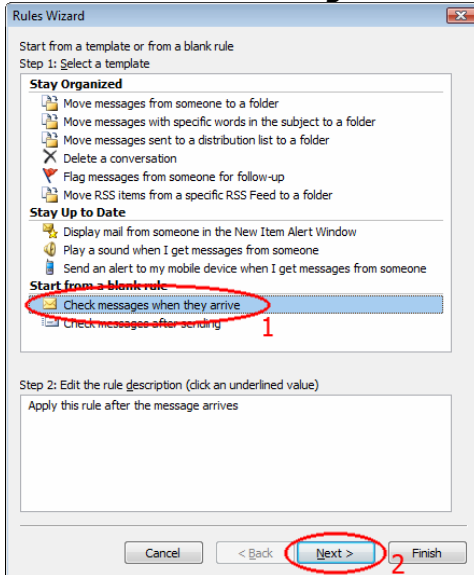 Rules Wizard
Start from a template or from a blank rule
Step 1: Select a template
Stay Organized
Move messages from someone to a folder
Move messages with specific words in the subject to a folder
Move messages sent to a distribution list to a folder
Delete a conversation
Flag messages from someone for follow-up
Move RSS items from a specific RSS Feed to a folder
Stay Up to Date
Display mail from someone in the New Item Alert Window
Play a sound when I get messages from someone
Send an alert to my mobile device when I get messages from someone
Start from a blank rule
Check messages when they arrive
Check messages after sending
1
Step 2: Edit the rule description (click an underlined value)
Apply this rule after the message arrives
Cancel < Back Next > 2 Finish